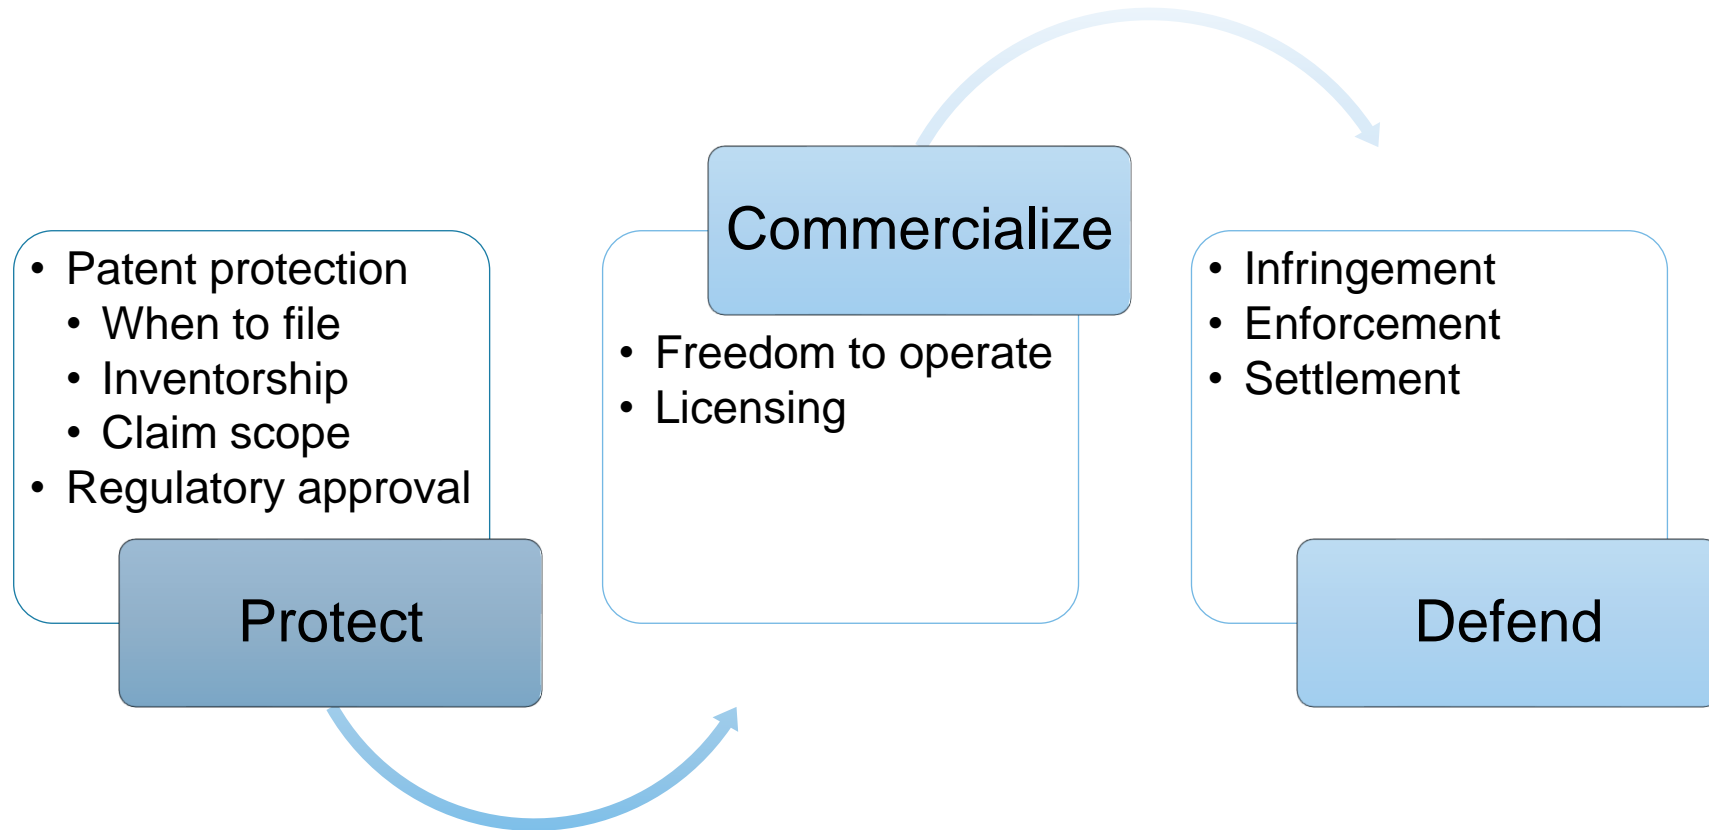 • Patent protection
• When to file
• Inventorship
• Claim scope
• Regulatory approval
Protect
Commercialize
• Freedom to operate
• Licensing
• Infringement
• Enforcement
• Settlement
Defend